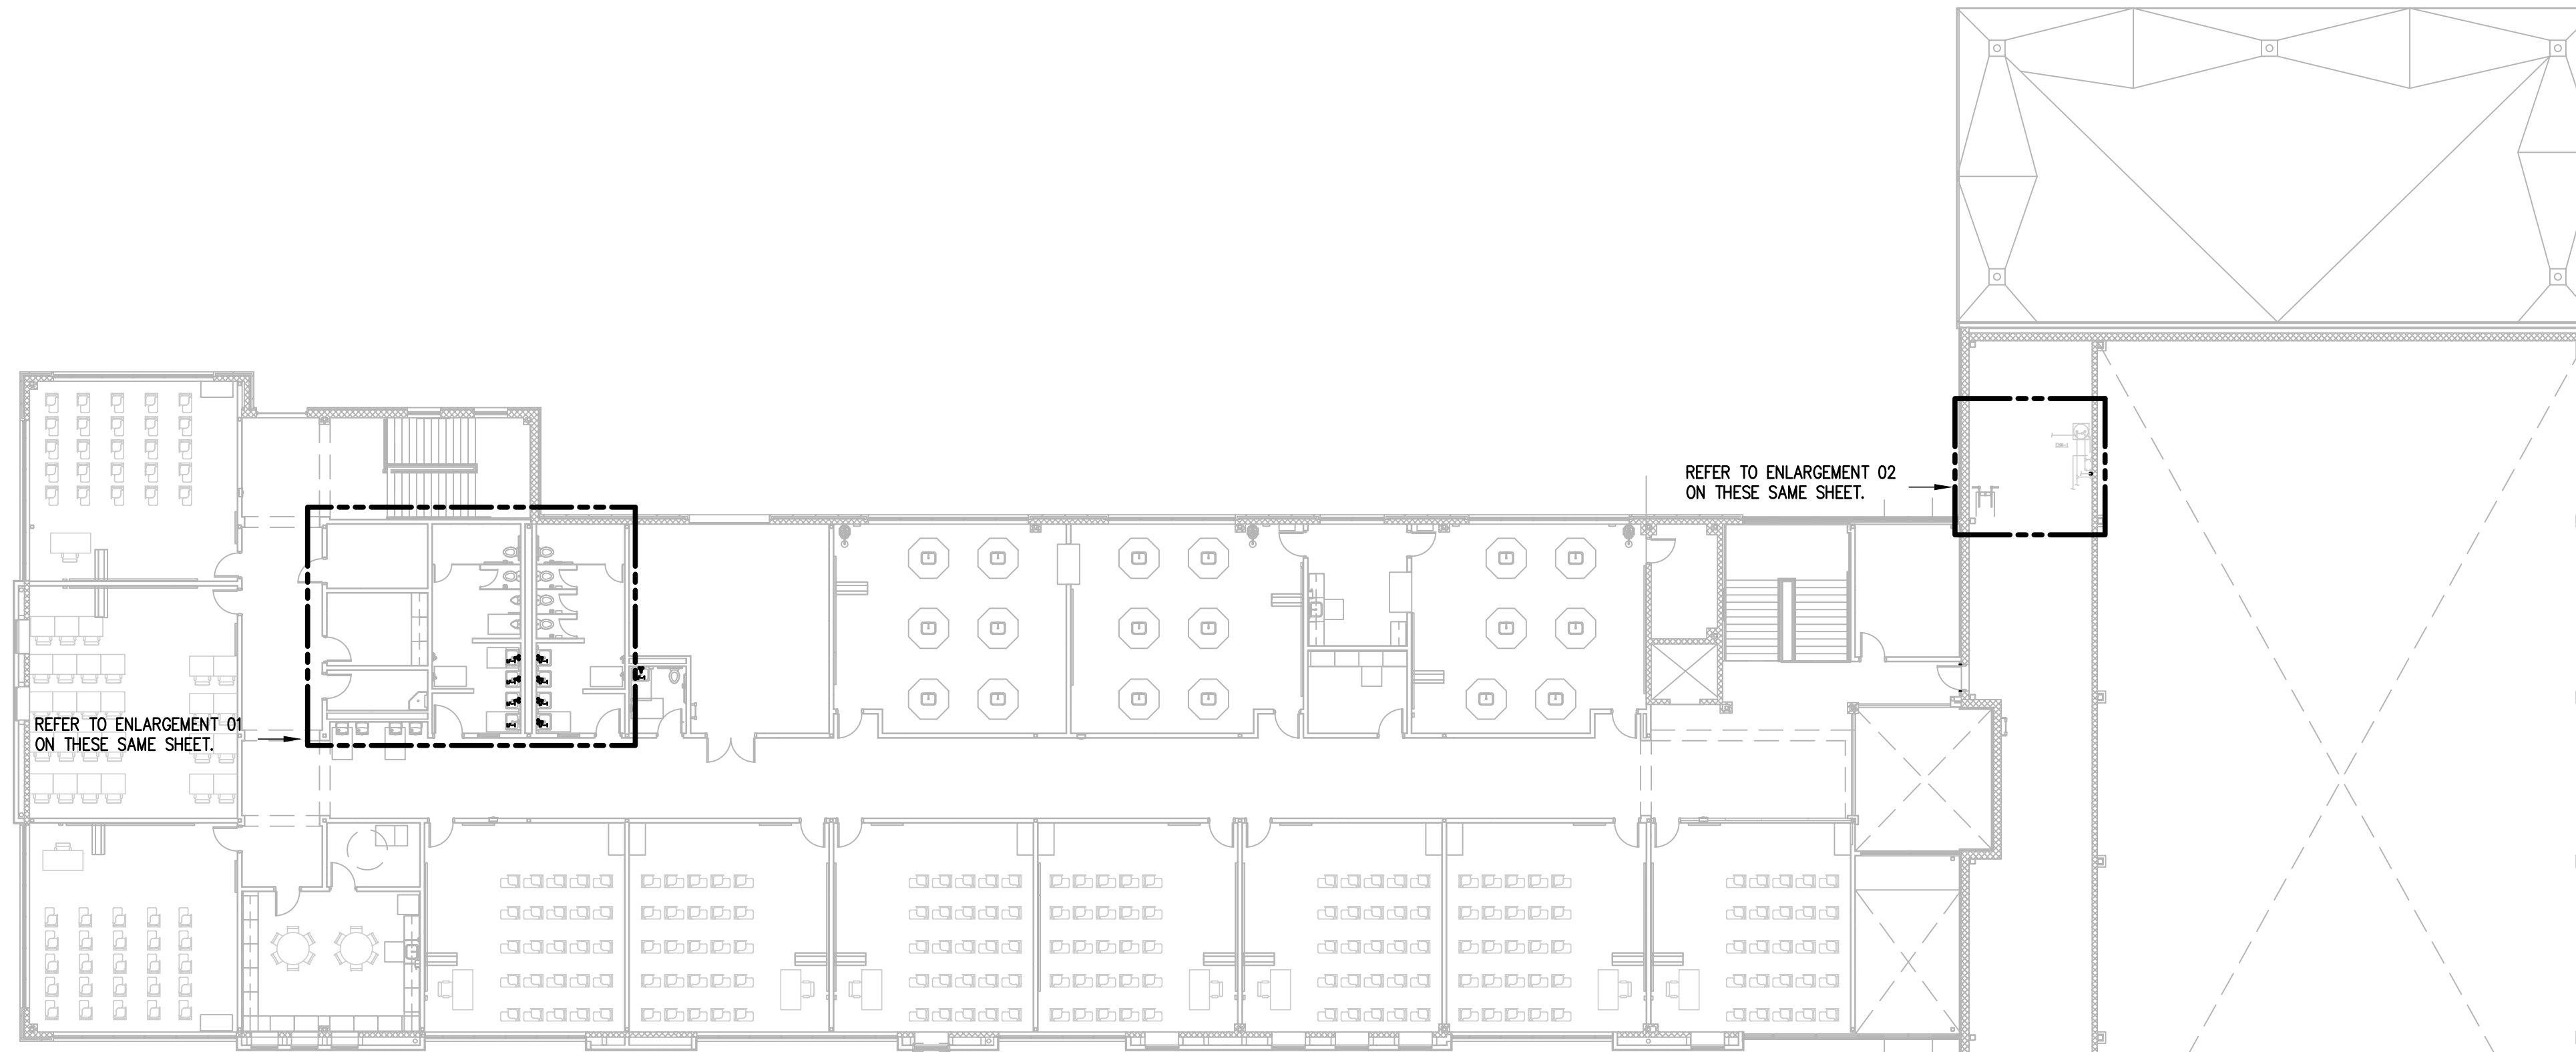 REFER TO ENLARGEMENT 02
ON THESE SAME SHEET.
REFER TO ENLARGEMENT 01
ON THESE SAME SHEET.